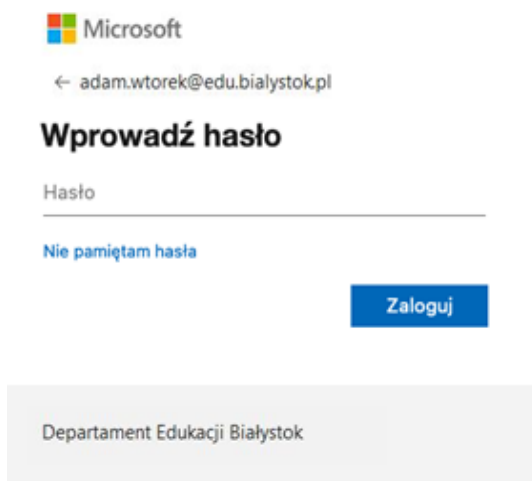 Microsoft
← adam.wtorek@edu.bialystok.pl
Wprowadź hasło
Hasło
Nie pamiętam hasła
Zaloguj
Departament Edukacji Białystok